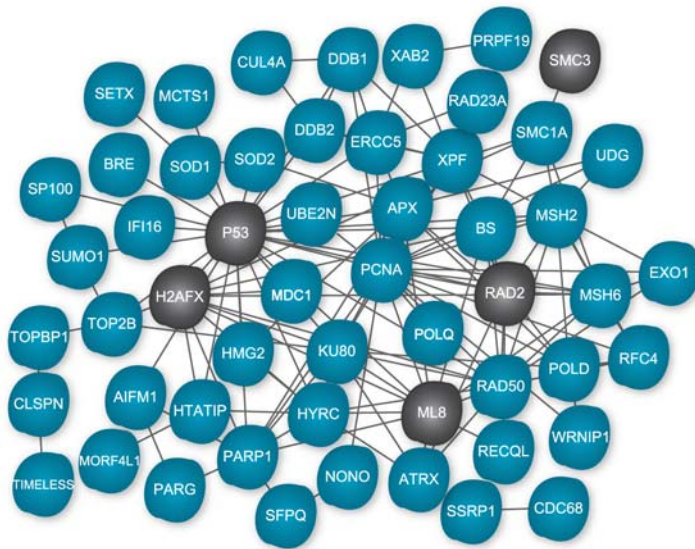 PRPF19
XAB2
DDB1
CUL4A
SMC3
SETX
MCTS1
RAD23A
DDB2
ERCC5
SMC1A
BRE
SOD1
SOD2
XPF
UDG
SP100
IFI16
P53
UBE2N
APX
BS
MSH2
SUMO1
PCNA
H2AFX
MDC1
RAD2
MSH6
EXO1
TOPBP1
TOP2B
POLQ
HMG2
KU80
POLD
RFC4
RAD50
CLSPN
AIFM1
HTATIP
HYRC
ML8
WRNIP1
MORF4L1
PARP1
RECQL
TIMELESS
PARG
NONO
ATRX
SFPQ
SSRP1
CDC68